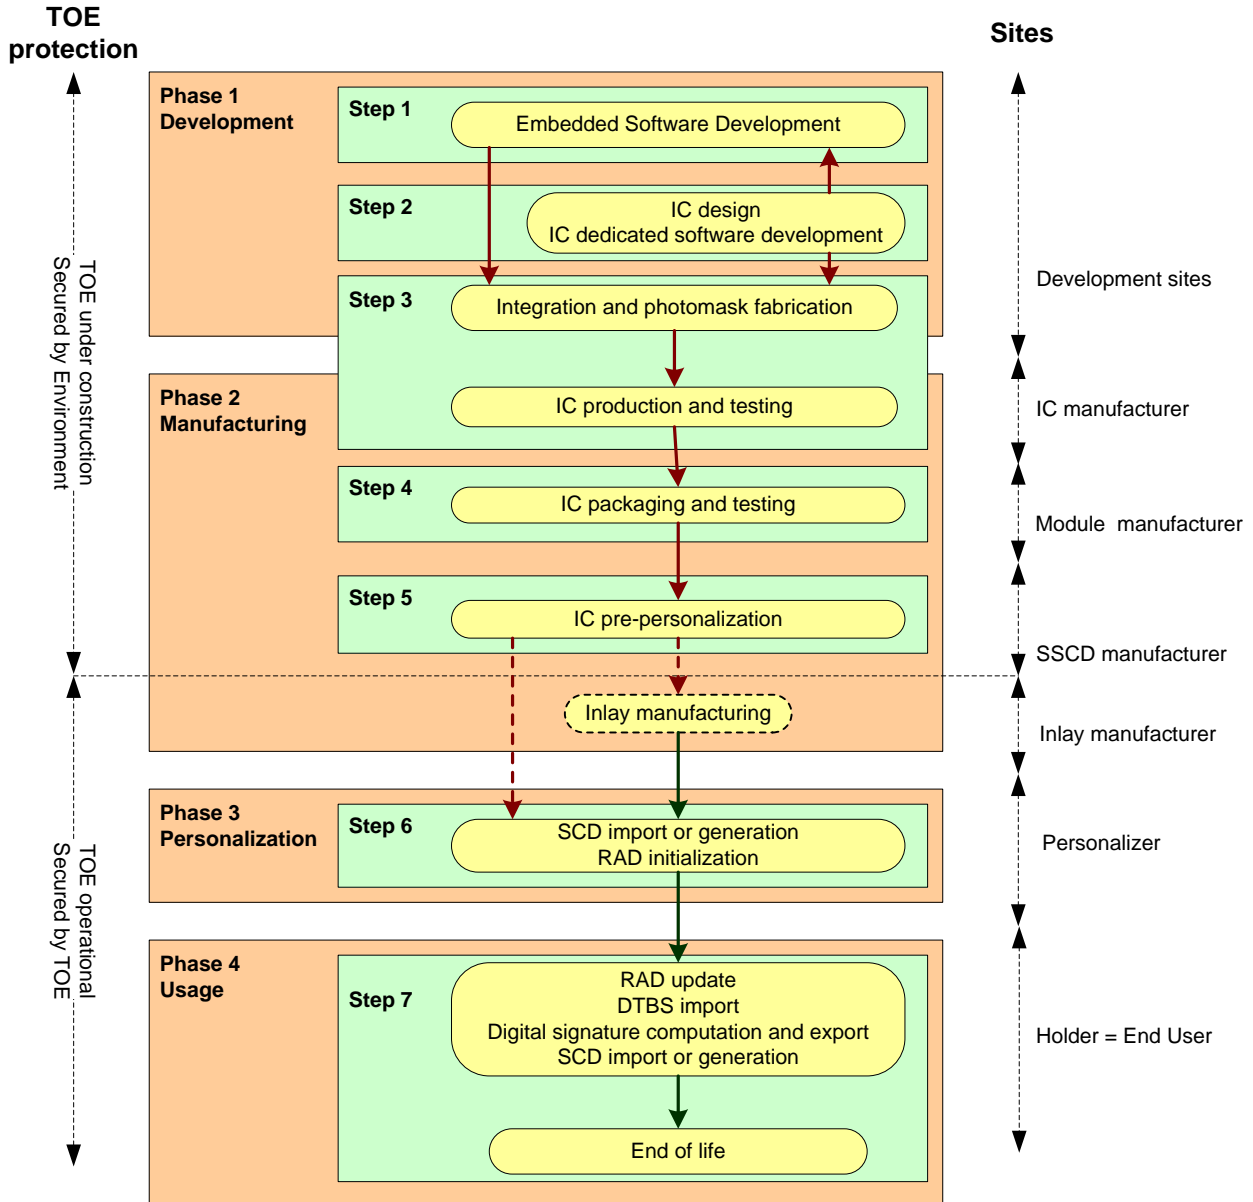 TOE
protection
Sites
Phase 1
Development
Step 1
Embedded Software Development
Step 2
IC design
IC dedicated software development
Step 3
Integration and photomask fabrication
Development sites
TOE under construction
Secured by Environment
Phase 2
Manufacturing
IC production and testing
IC manufacturer
Step 4
IC packaging and testing
Module manufacturer
Step 5
IC pre-personalization
SSCD manufacturer
Inlay manufacturing
Inlay manufacturer
Phase 3
Personalization
Step 6
SCD import or generation
RAD initialization
Personalizer
TOE operational
Secured by TOE
Phase 4
Usage
Step 7
RAD update
DTBS import
Digital signature computation and export
SCD import or generation
Holder = End User
End of life